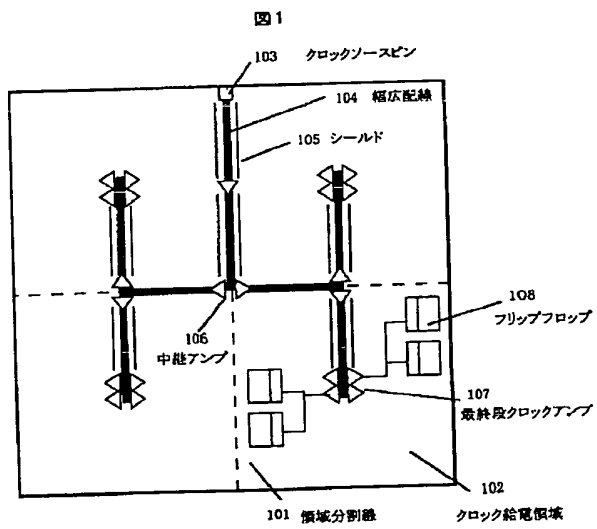 図1
103 クロックソースピン
104 幅広配線
105 シールド
108
フリップフロップ
106
中継アンプ
107
最終段クロックアンプ
101 領域分割線
102
クロック給電領域